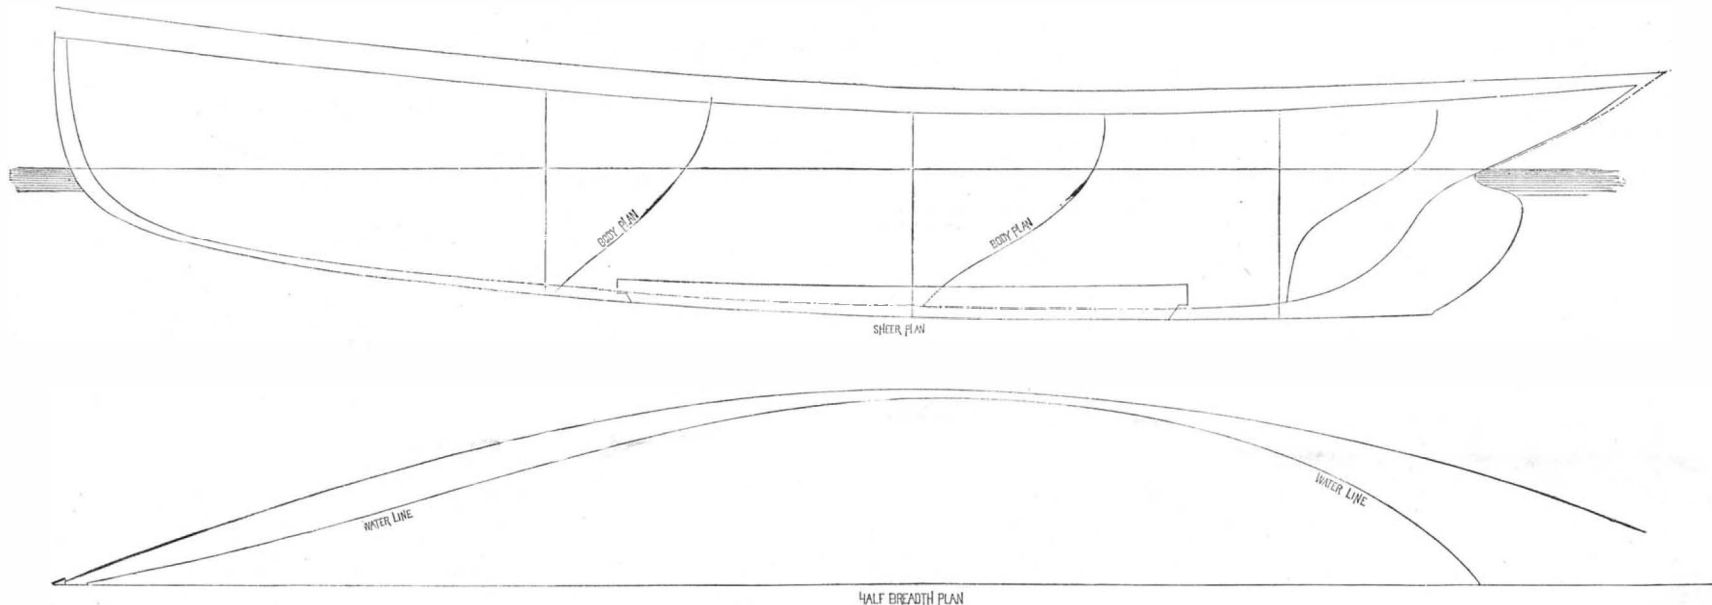 BODY PLAN
BODY PLAN
SHEER PLAN
WATER LINE
WATER LINE
HALF BREADTH PLAN